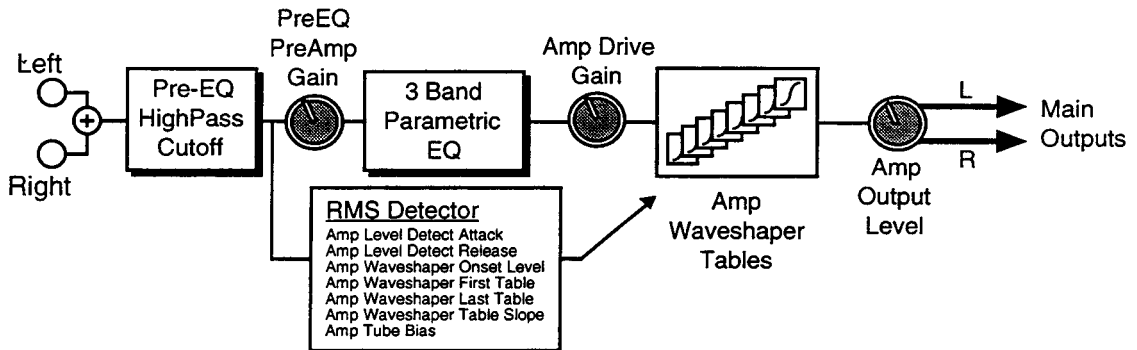 Left
Right
Pre-EQ
HighPass
Cutoff
PreEQ
PreAmp
Gain
3 Band
Parametric
EQ
Amp Drive
Gain
Amp
Waveshaper
Tables
L
R
Main
Outputs
Amp
Output
Level
RMS Detector
Amp Level Detect Attack
Amp Level Detect Release
Amp Waveshaper Onset Level
Amp Waveshaper First Table
Amp Waveshaper Last Table
Amp Waveshaper Table Slope
Amp Tube Bias